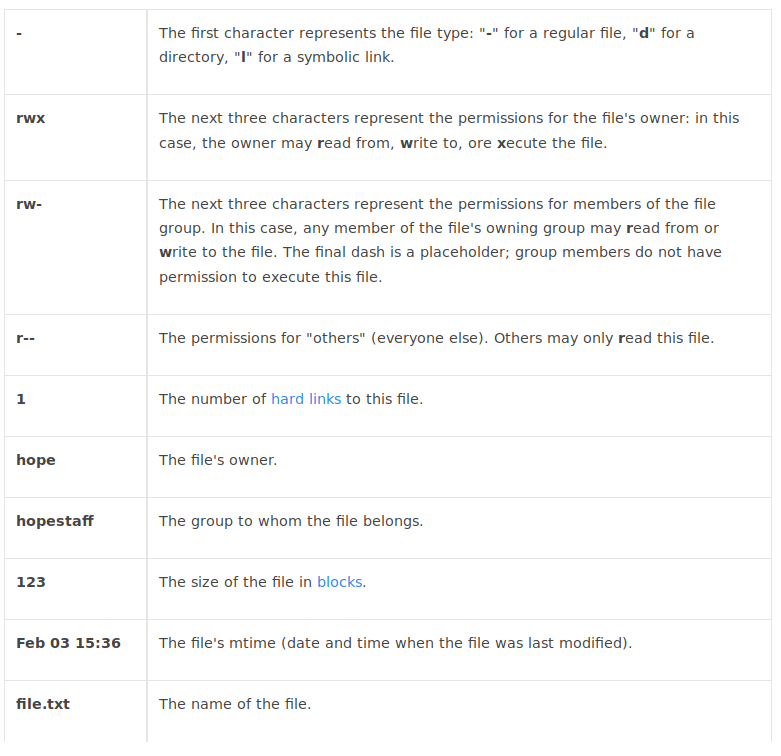 -
The first character represents the file type: "-" for a regular file, "d" for a
directory, "l" for a symbolic link.
rwx
The next three characters represent the permissions for the file's owner: in this
case, the owner may read from, write to, ore xecute the file.
rw-
The next three characters represent the permissions for members of the file
group. In this case, any member of the file's owning group may read from or
write to the file. The final dash is a placeholder; group members do not have
permission to execute this file.
r--
The permissions for "others" (everyone else). Others may only read this file.
1
The number of hard links to this file.
hope
The file's owner.
hopestaff
The group to whom the file belongs.
123
The size of the file in blocks.
Feb 03 15:36
The file's mtime (date and time when the file was last modified).
file.txt
The name of the file.